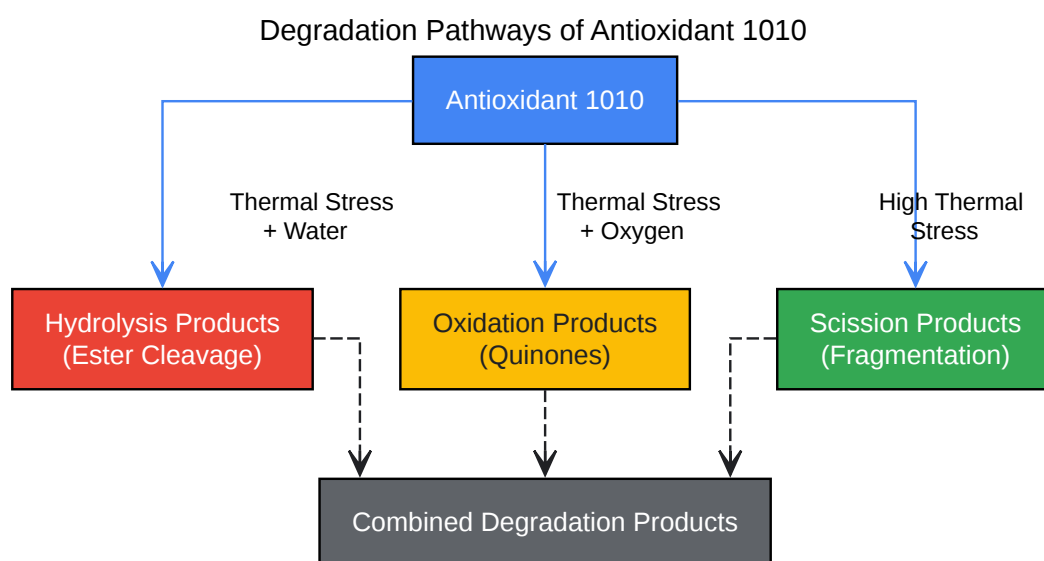 Degradation Pathways of Antioxidant 1010
Antioxidant 1010
Thermal Stress
+ Water
Thermal Stress
+ Oxygen
High Thermal
Stress
Hydrolysis Products
(Ester Cleavage)
Oxidation Products
(Quinones)
Scission Products
(Fragmentation)
Combined Degradation Products